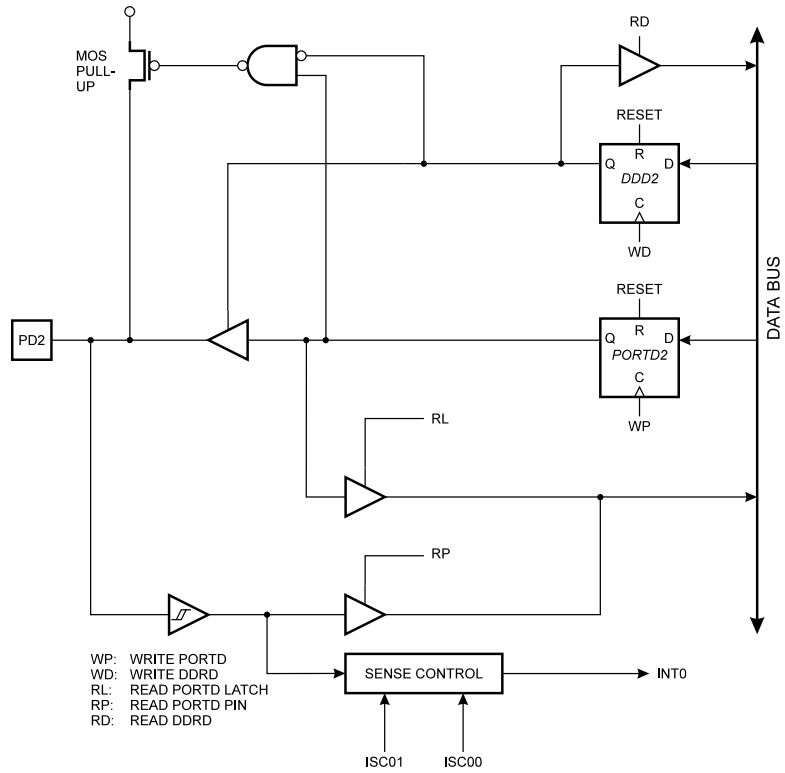 RD
MOS
PULL-
UP
RESET
R
Q
D
DDD2
C
WD
DATA BUS
RESET
R
PD2
Q
D
PORTD2
C
WP
RL
RP
WP: WRITE PORTD
WD: WRITE DDRD
RL: READ PORTD LATCH
RP: READ PORTD PIN
RD: READ DDRD
SENSE CONTROL
INT0
ISC01
ISC00